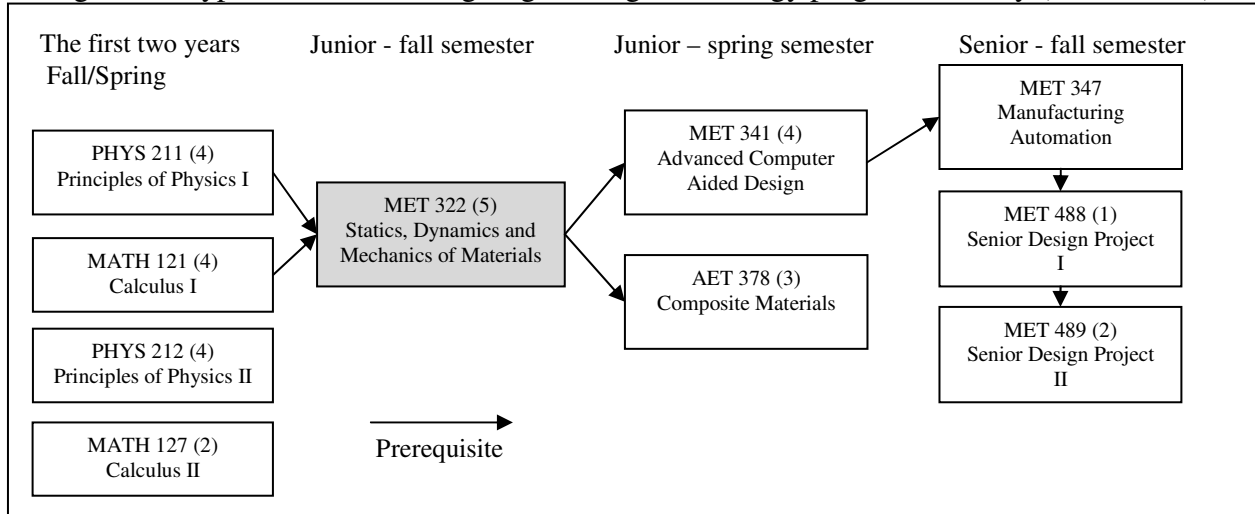 The first two years
Fall/Spring
Junior - fall semester
Junior – spring semester
Senior - fall semester
PHYS 211 (4)
Principles of Physics I
MATH 121 (4)
Calculus I
PHYS 212 (4)
Principles of Physics II
MATH 127 (2)
Calculus II
MET 322 (5)
Statics, Dynamics and
Mechanics of Materials
Prerequisite
MET 341 (4)
Advanced Computer
Aided Design
AET 378 (3)
Composite Materials
MET 347
Manufacturing
Automation
MET 488 (1)
Senior Design Project
I
MET 489 (2)
Senior Design Project
II